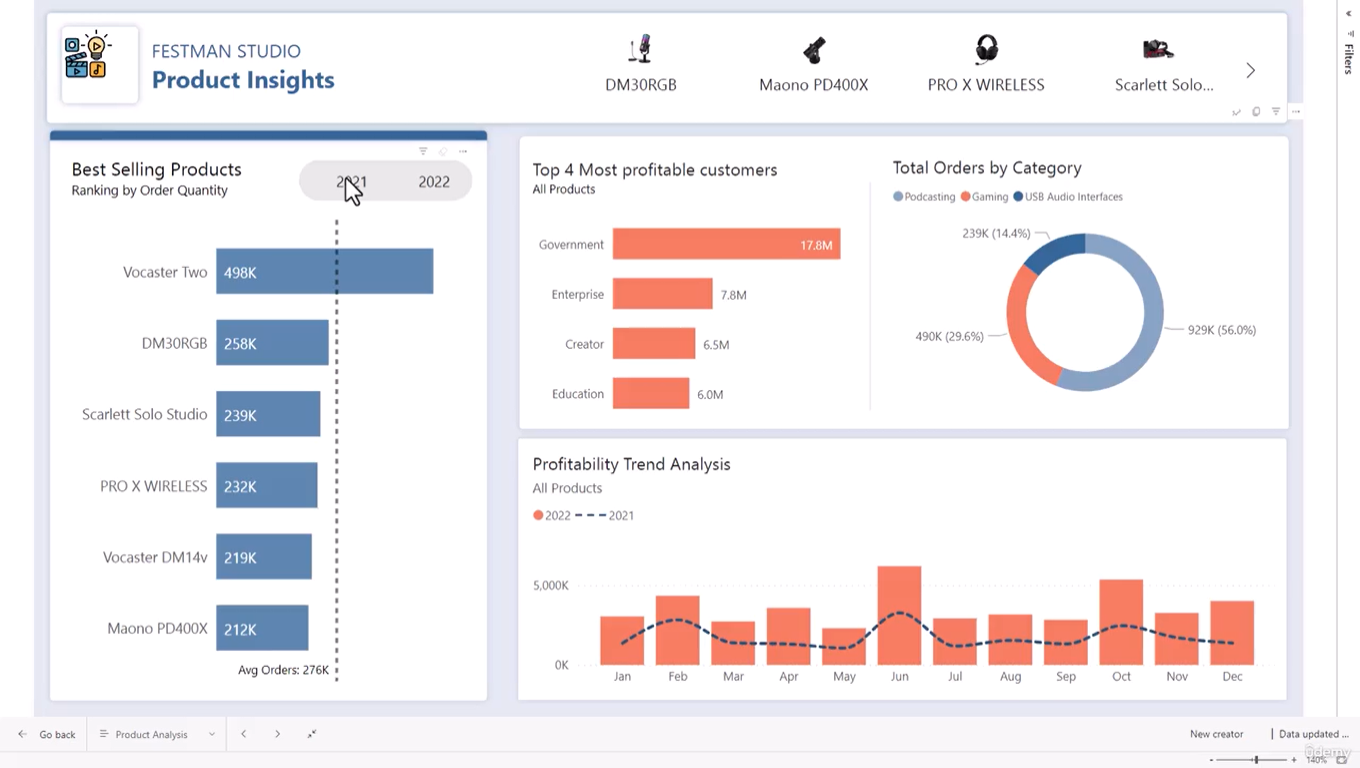 FESTMAN STUDIO
Product Insights
DM30RGB
Maono PD400X
PRO X WIRELESS
Scarlett Solo...
Filters
Best Selling Products
Ranking by Order Quantity
2021
2022
Vocaster Two
498K
DM30RGB
258K
Scarlett Solo Studio
239K
PRO X WIRELESS
232K
Vocaster DM14v
219K
Maono PD400X
212K
Avg Orders: 276K
Top 4 Most profitable customers
All Products
Government
17.8M
Enterprise
7.8M
Creator
6.5M
Education
6.0M
Total Orders by Category
Podcasting Gaming USB Audio Interfaces
239K (14.4%)
490K (29.6%)
929K (56.0%)
Profitability Trend Analysis
All Products
2022 2021
5,000K
0K
Jan Feb Mar Apr May Jun Jul Aug Sep Oct Nov Dec
Go back
Product Analysis
New creator
Data updated ...
Udemy
140%